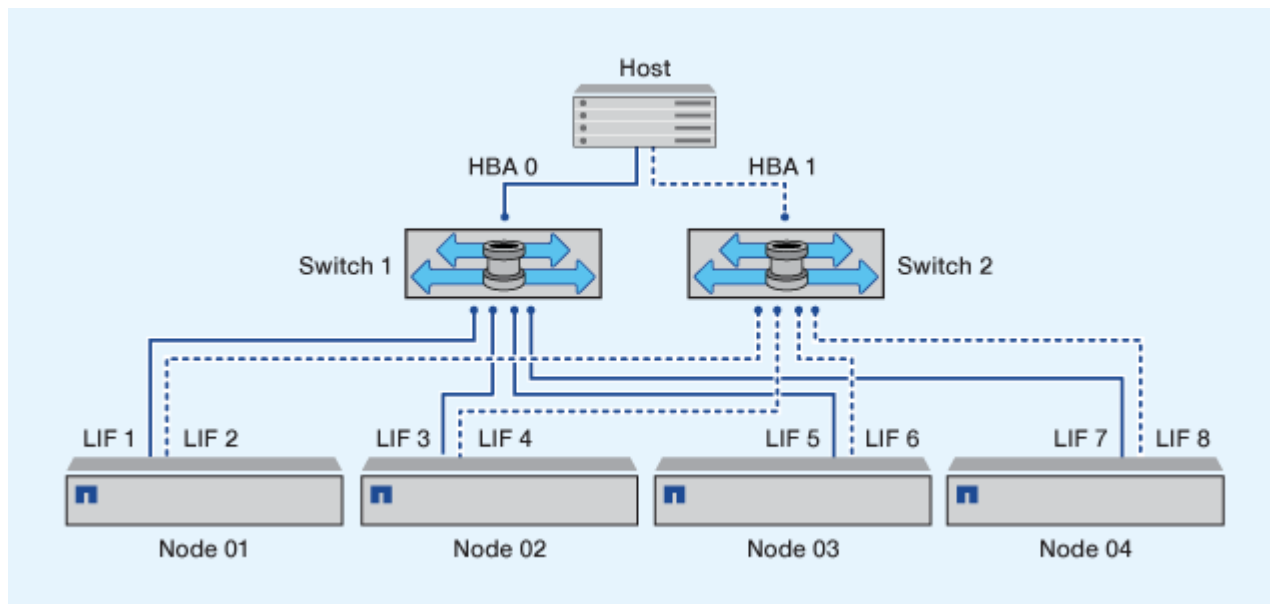 Host
HBA 0
HBA 1
Switch 1
Switch 2
LIF 1
LIF 2
LIF 3
LIF 4
LIF 5
LIF 6
LIF 7
LIF 8
Node 01
Node 02
Node 03
Node 04